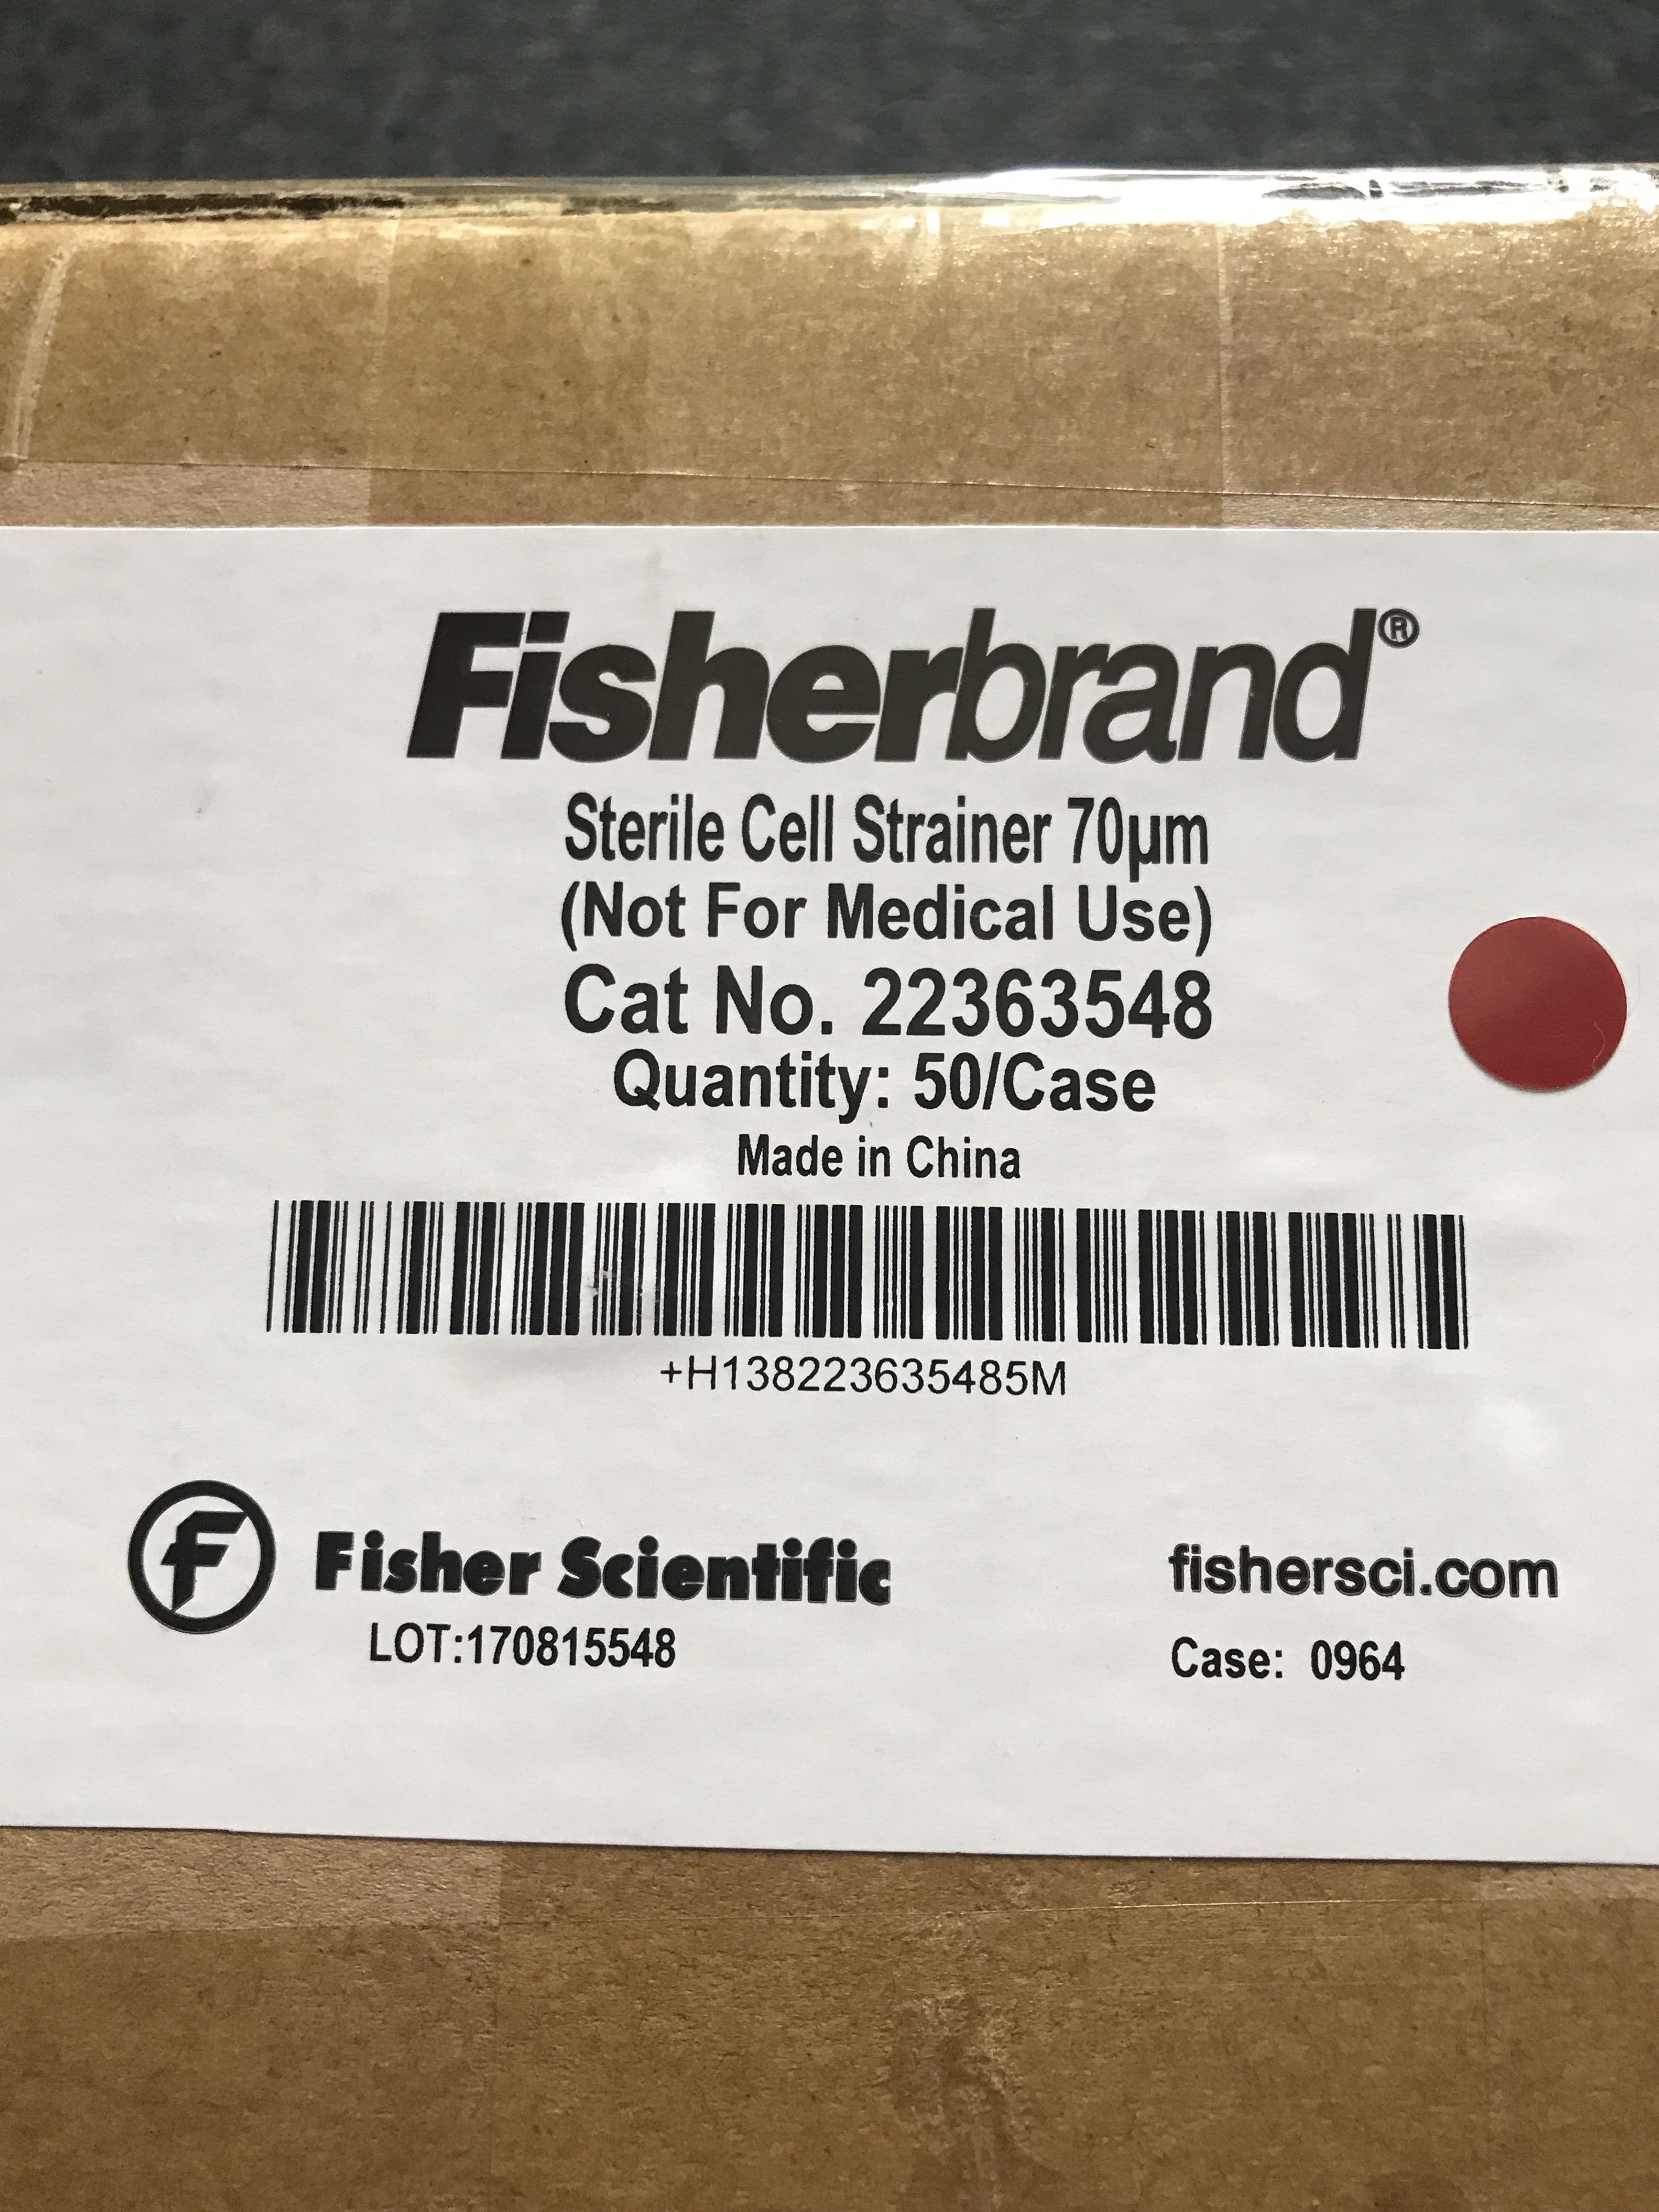 Fisherbrand®
Sterile Cell Strainer 70µm
(Not For Medical Use)
Cat No. 22363548
Quantity: 50/Case
Made in China
+H138223635485M
F Fisher Scientific
fishersci.com
LOT:170815548
Case: 0964